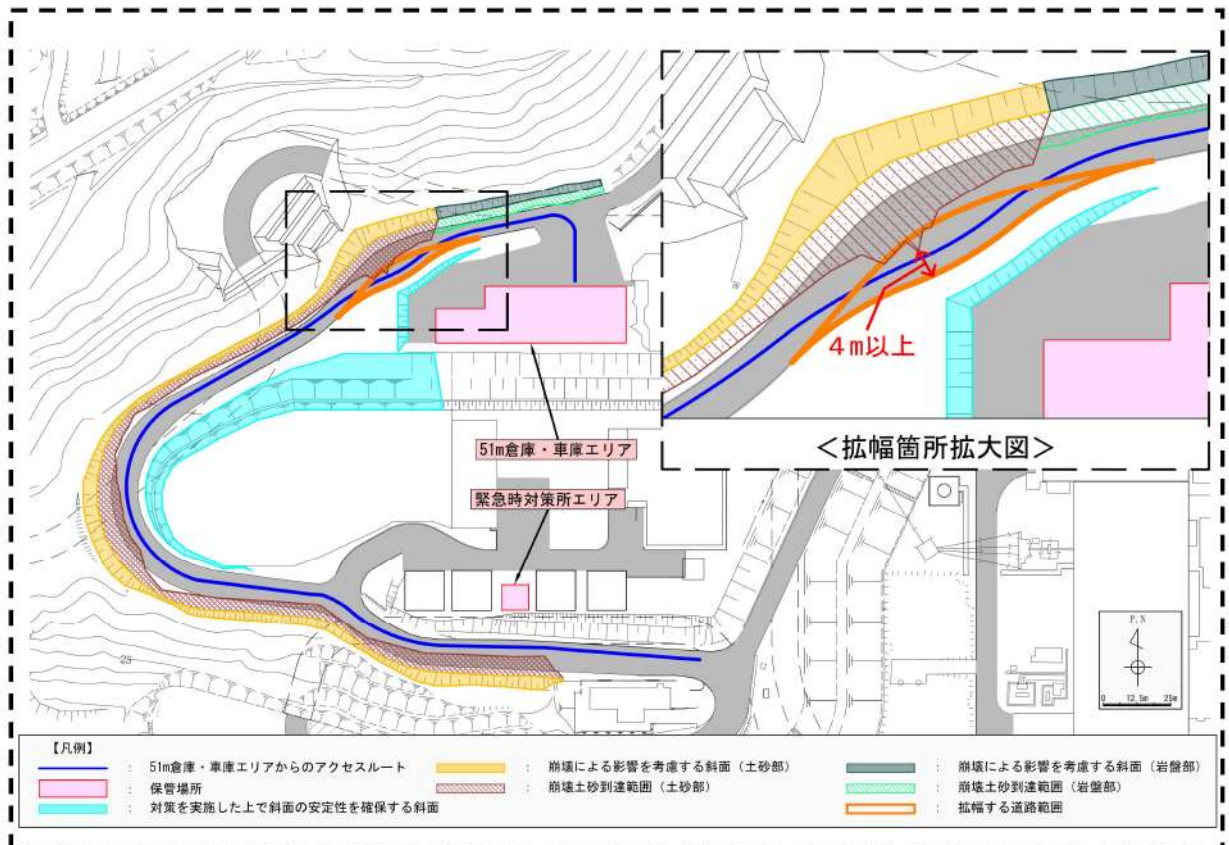 4m以上
<拡幅箇所拡大図>
51m倉庫・車庫エリア
緊急時対策所エリア
25
P.N
0 12.5m 25m
【凡例】
: 51m倉庫・車庫エリアからのアクセスルート
: 保管場所
: 対策を実施した上で斜面の安定性を確保する斜面
: 崩壊による影響を考慮する斜面(土砂部)
: 崩壊土砂到達範囲(土砂部)
: 崩壊による影響を考慮する斜面(岩盤部)
: 崩壊土砂到達範囲(岩盤部)
: 拡幅する道路範囲